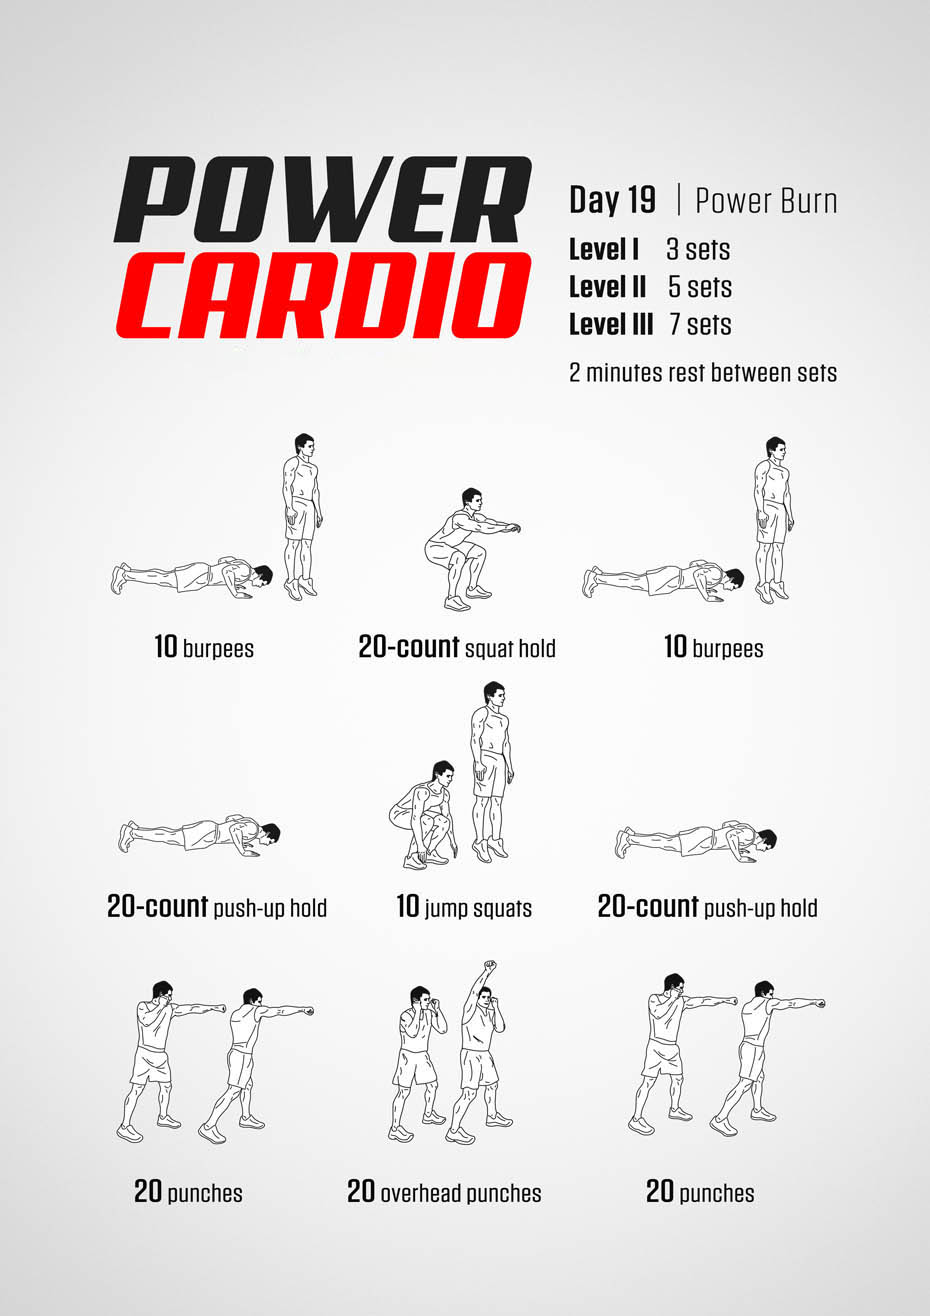 POWER
CARDIO
Day 19 | Power Burn
Level I 3 sets
Level II 5 sets
Level III 7 sets
2 minutes rest between sets
10 burpees
20-count squat hold
10 burpees
20-count push-up hold
10 jump squats
20-count push-up hold
20 punches
20 overhead punches
20 punches